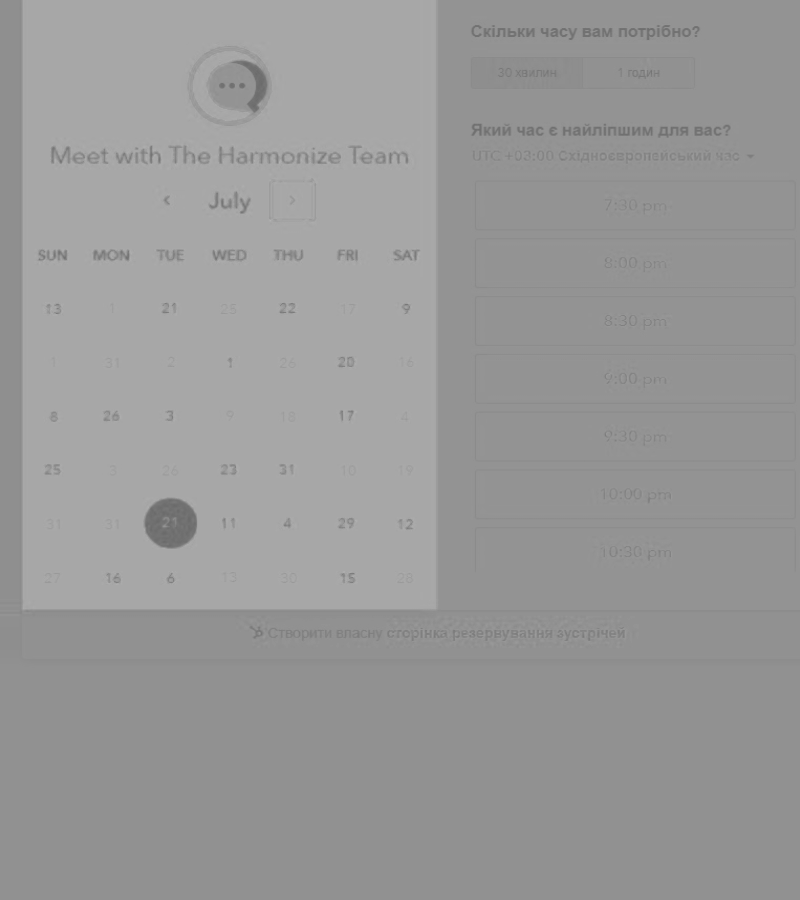 Meet with The Harmonize Team
July
SUN MON TUE WED THU FRI SAT
13 1 21 25 22 17 9
1 31 2 1 26 20 16
8 26 3 9 18 17 4
25 3 26 23 31 10 19
31 31 21 11 4 29 12
27 16 6 13 30 15 28
Скільки часу вам потрібно?
30 хвилин 1 годин
Який час є найліпшим для вас?
UTC +03:00 Східноєвропейський час
7:30 pm
8:00 pm
8:30 pm
9:00 pm
9:30 pm
10:00 pm
10:30 pm
Створити власну сторінка резервування зустрічей